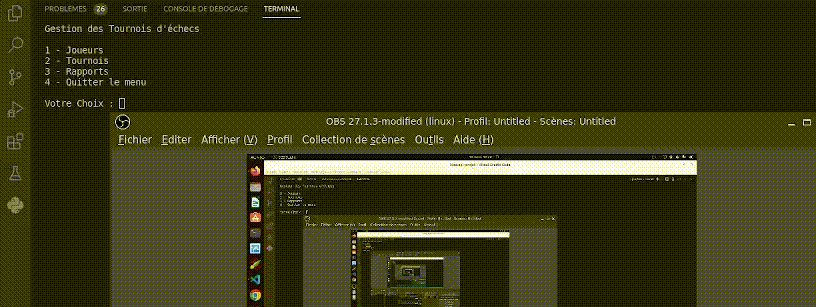 PROBLÈMES 26 SORTIE CONSOLE DE DÉBOGAGE TERMINAL
Gestion des Tournois d'échecs
1 - Joueurs
2 - Tournois
3 - Rapports
4 - Quitter le menu
Votre Choix :
OBS 27.1.3-modified (linux) - Profil: Untitled - Scènes: Untitled
Fichier Editer Afficher (V) Profil Collection de scènes Outils Aide (H)